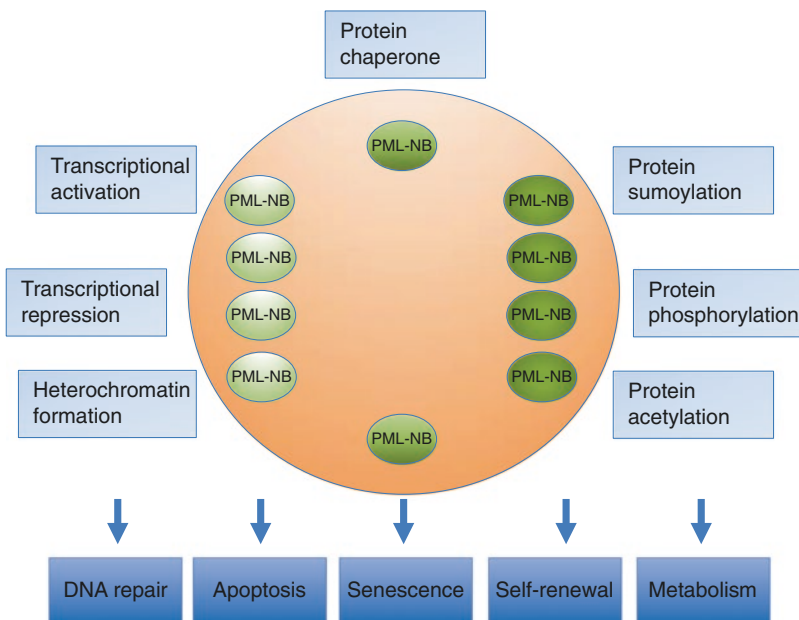 Protein
chaperone
PML-NB
Transcriptional
activation
PML-NB
PML-NB
Protein
sumoylation
PML-NB
PML-NB
Transcriptional
repression
PML-NB
PML-NB
Protein
phosphorylation
Heterochromatin
formation
PML-NB
PML-NB
Protein
acetylation
PML-NB
DNA repair
Apoptosis
Senescence
Self-renewal
Metabolism